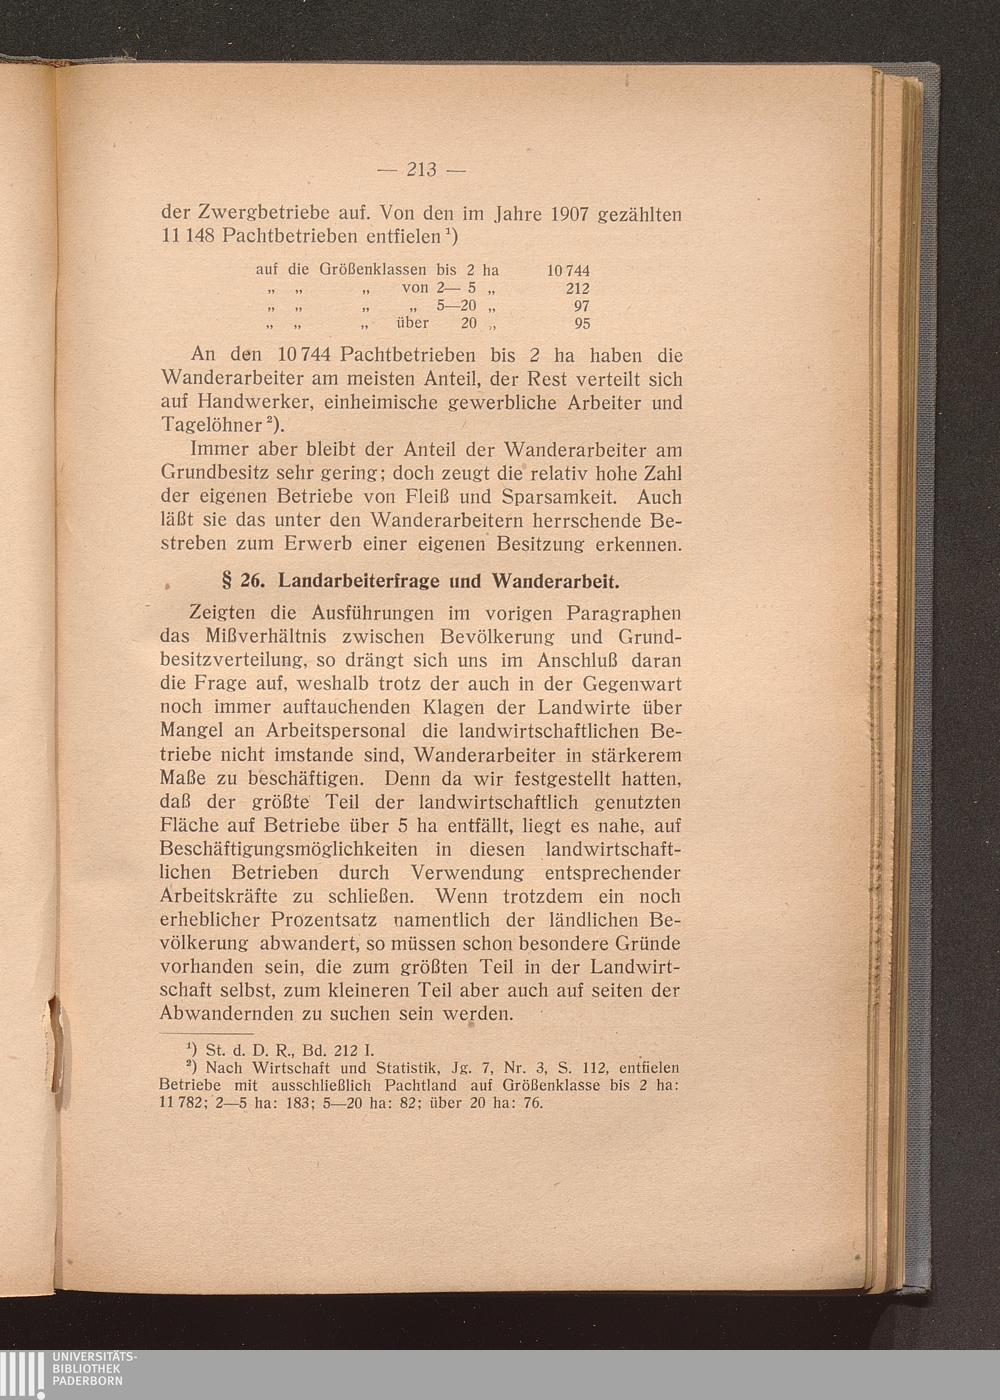 — 213 —
der Zwergbetriebe auf. Von den im Jahre 1907 gezählten
11 148 Pachtbetrieben entfielen ¹)
auf die Größenklassen bis 2 ha 10 744
„ „ „ von 2— 5 „ 212
„ „ „ „ 5—20 „ 97
„ „ „ über 20 „ 95
An den 10 744 Pachtbetrieben bis 2 ha haben die
Wanderarbeiter am meisten Anteil, der Rest verteilt sich
auf Handwerker, einheimische gewerbliche Arbeiter und
Tagelöhner ²).
Immer aber bleibt der Anteil der Wanderarbeiter am
Grundbesitz sehr gering; doch zeugt die relativ hohe Zahl
der eigenen Betriebe von Fleiß und Sparsamkeit. Auch
läßt sie das unter den Wanderarbeitern herrschende Be-
streben zum Erwerb einer eigenen Besitzung erkennen.
§ 26. Landarbeiterfrage und Wanderarbeit.
Zeigten die Ausführungen im vorigen Paragraphen
das Mißverhältnis zwischen Bevölkerung und Grund-
besitzverteilung, so drängt sich uns im Anschluß daran
die Frage auf, weshalb trotz der auch in der Gegenwart
noch immer auftauchenden Klagen der Landwirte über
Mangel an Arbeitspersonal die landwirtschaftlichen Be-
triebe nicht imstande sind, Wanderarbeiter in stärkerem
Maße zu beschäftigen. Denn da wir festgestellt hatten,
daß der größte Teil der landwirtschaftlich genutzten
Fläche auf Betriebe über 5 ha entfällt, liegt es nahe, auf
Beschäftigungsmöglichkeiten in diesen landwirtschaft-
lichen Betrieben durch Verwendung entsprechender
Arbeitskräfte zu schließen. Wenn trotzdem ein noch
erheblicher Prozentsatz namentlich der ländlichen Be-
völkerung abwandert, so müssen schon besondere Gründe
vorhanden sein, die zum größten Teil in der Landwirt-
schaft selbst, zum kleineren Teil aber auch auf seiten der
Abwandernden zu suchen sein werden.
¹) St. d. D. R., Bd. 212 I.
²) Nach Wirtschaft und Statistik, Jg. 7, Nr. 3, S. 112, entfielen
Betriebe mit ausschließlich Pachtland auf Größenklasse bis 2 ha:
11 782; 2—5 ha: 183; 5—20 ha: 82; über 20 ha: 76.
UNIVERSITÄTS-
BIBLIOTHEK
PADERBORN